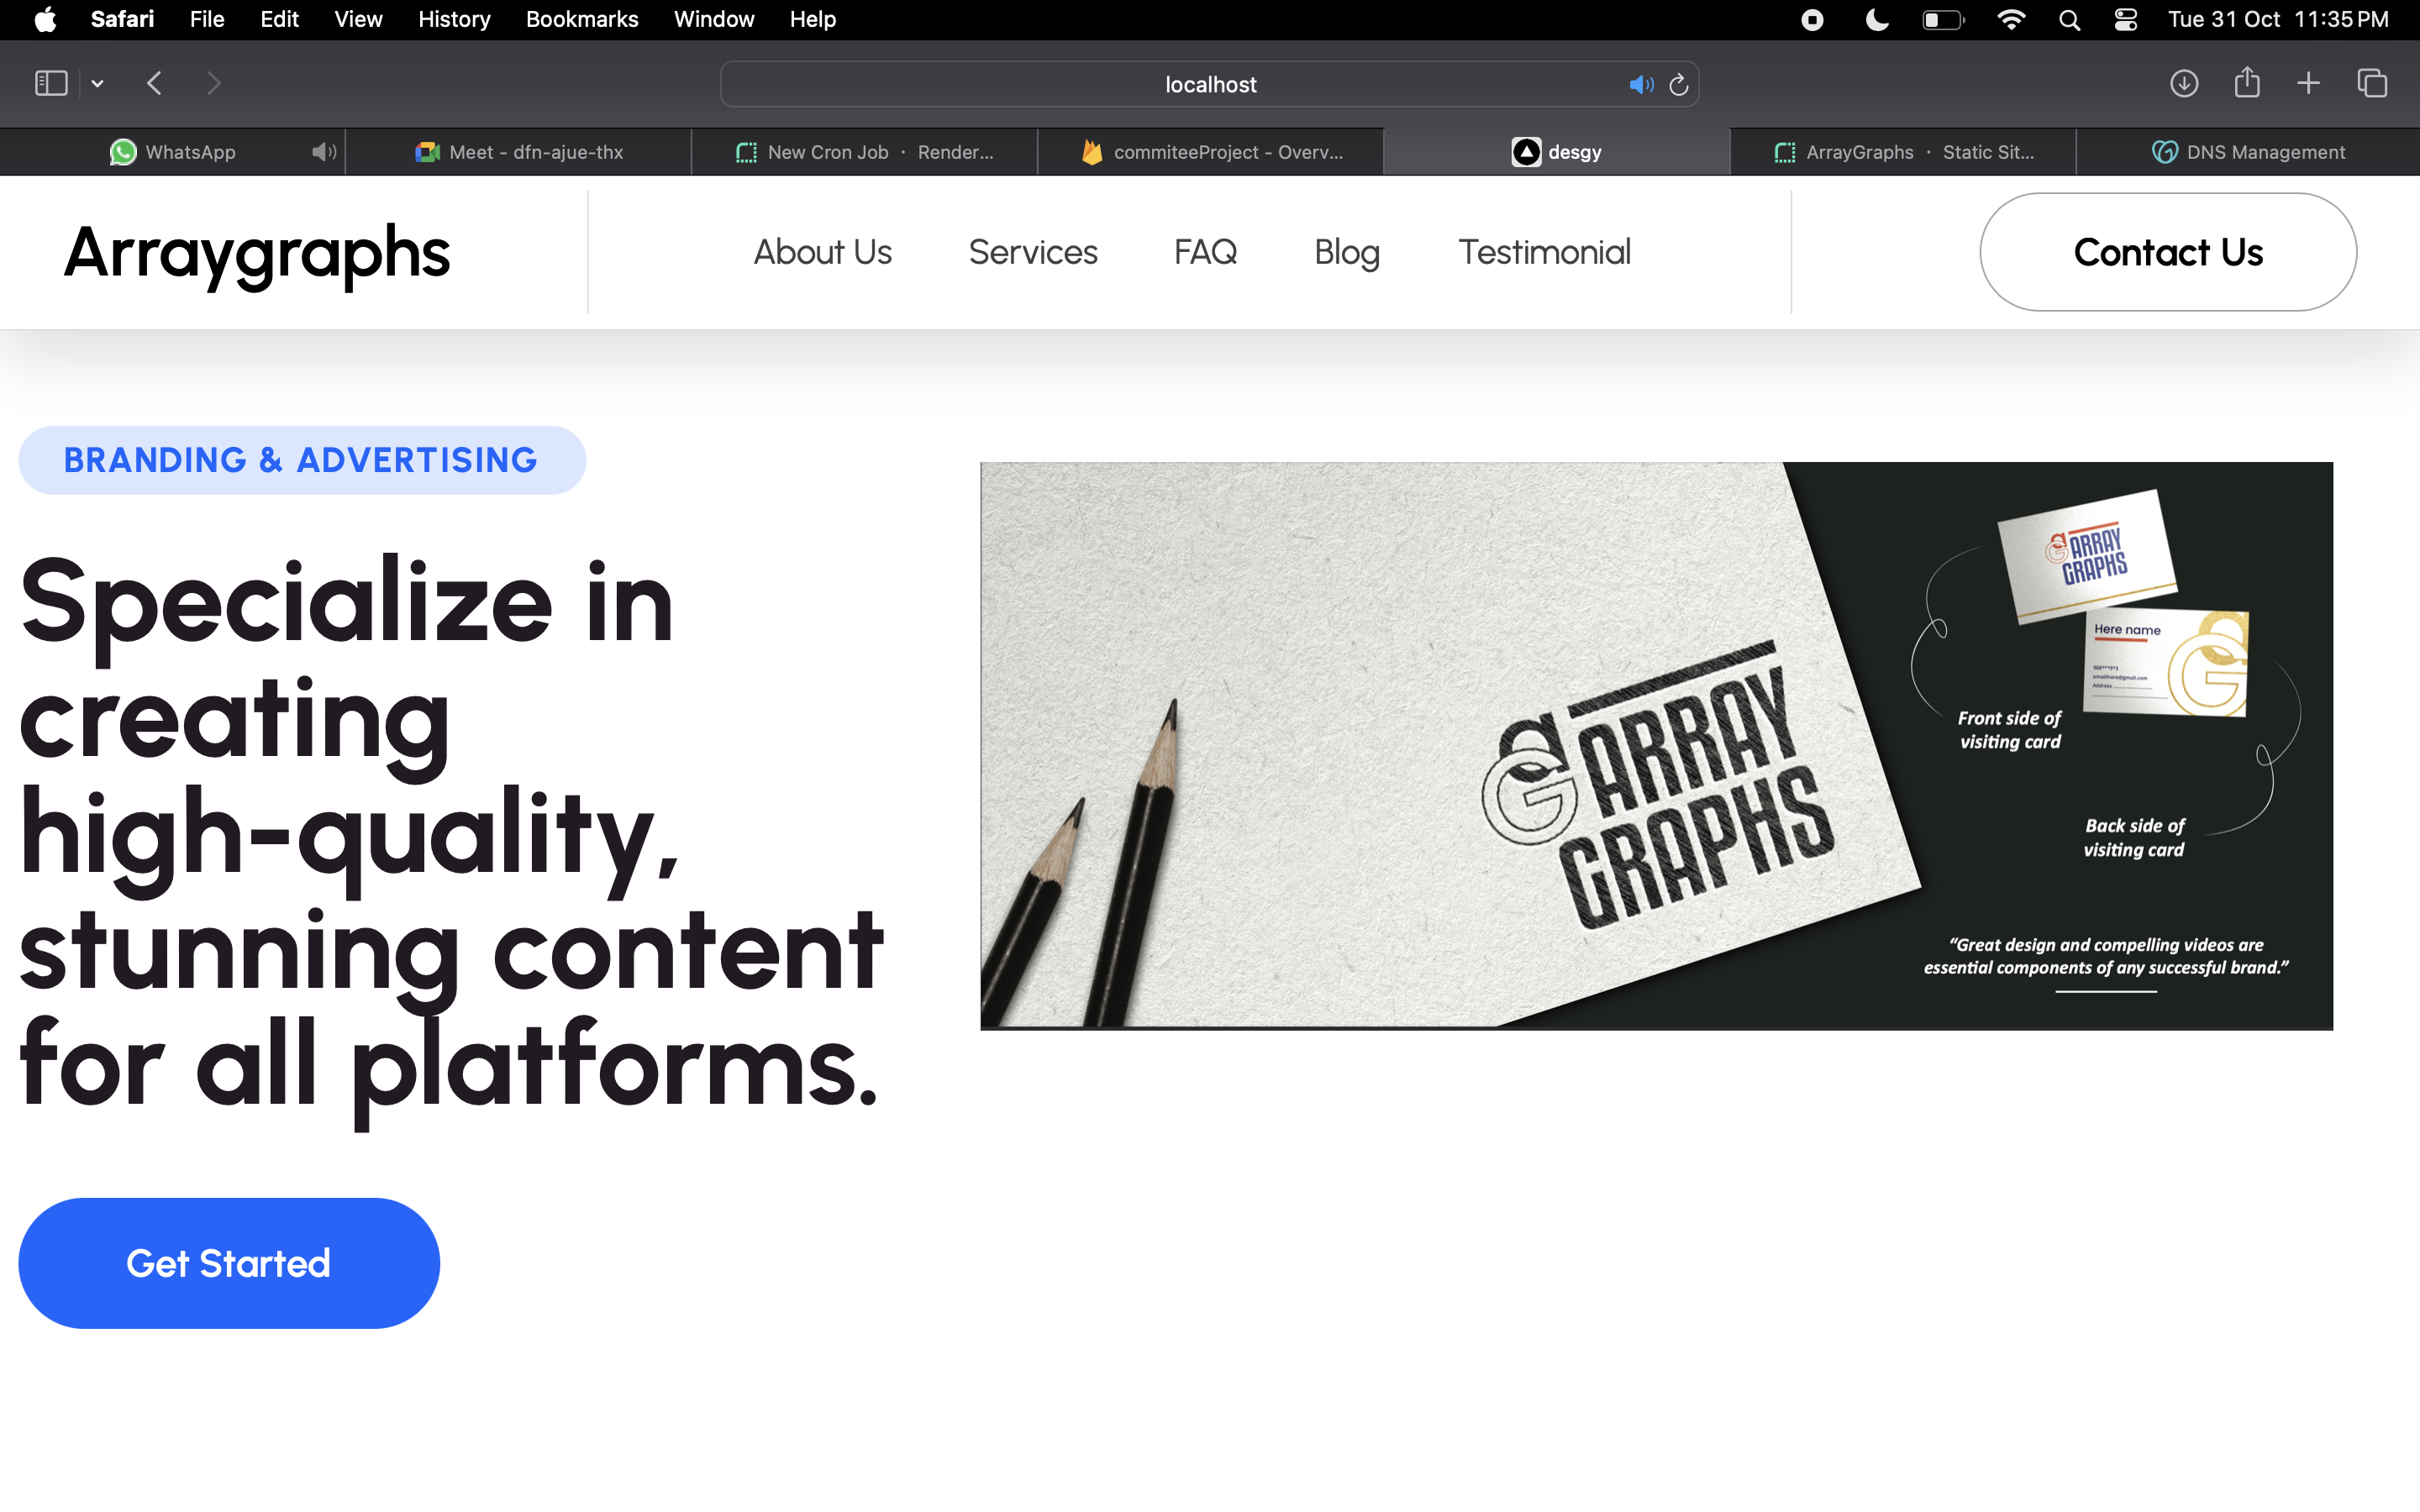 Safari File Edit View History Bookmarks Window Help Tue 31 Oct 11:35 PM
localhost
WhatsApp Meet - dfn-ajue-thx New Cron Job · Render... commiteeProject - Overv... desgy ArrayGraphs · Static Sit... DNS Management
Arraygraphs About Us Services FAQ Blog Testimonial Contact Us
BRANDING & ADVERTISING
Specialize in
creating
high-quality,
stunning content
for all platforms.
Get Started
ARRAY
GRAPHS
ARRAY
GRAPHS
Here name
emailhere@gmail.com
Address
Front side of
visiting card
Back side of
visiting card
“Great design and compelling videos are
essential components of any successful brand.”